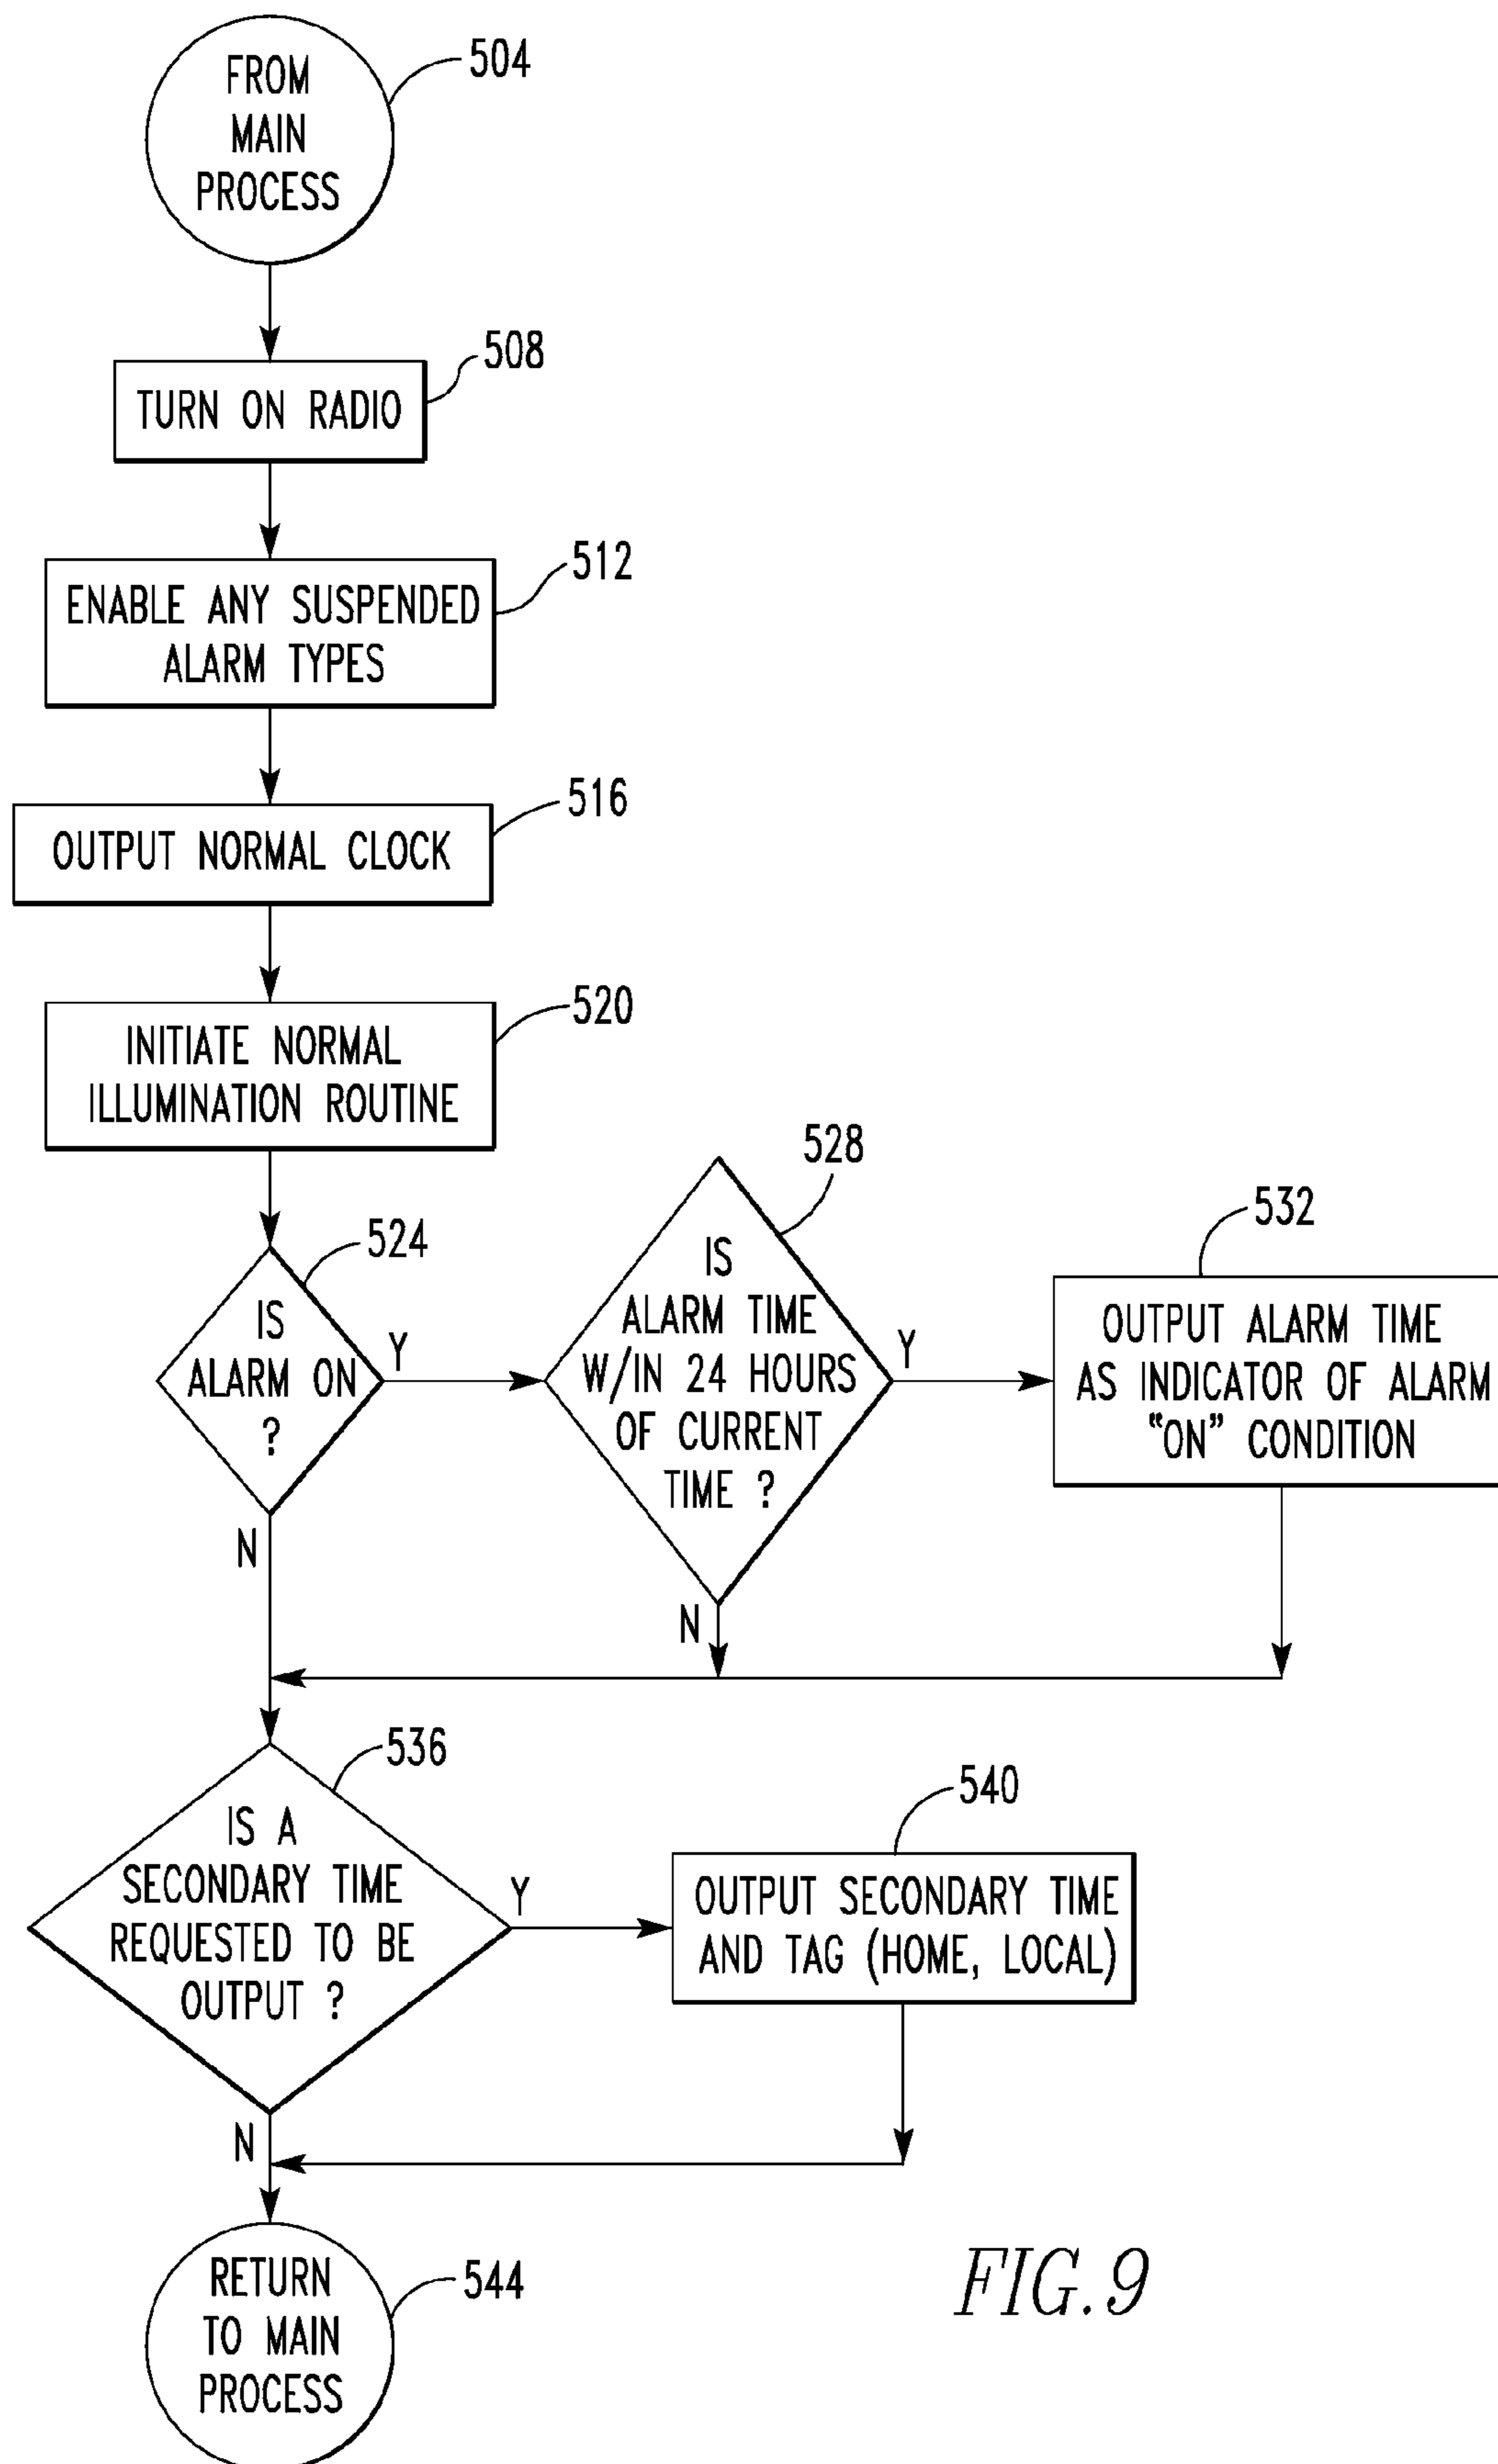 FROM
MAIN
PROCESS
504
TURN ON RADIO
508
ENABLE ANY SUSPENDED
ALARM TYPES
512
OUTPUT NORMAL CLOCK
516
INITIATE NORMAL
ILLUMINATION ROUTINE
520
IS
ALARM ON
?
524
Y
N
IS
ALARM TIME
W/IN 24 HOURS
OF CURRENT
TIME ?
528
Y
N
OUTPUT ALARM TIME
AS INDICATOR OF ALARM
“ON” CONDITION
532
IS A
SECONDARY TIME
REQUESTED TO BE
OUTPUT ?
536
Y
N
OUTPUT SECONDARY TIME
AND TAG (HOME, LOCAL)
540
RETURN
TO MAIN
PROCESS
544
FIG.9